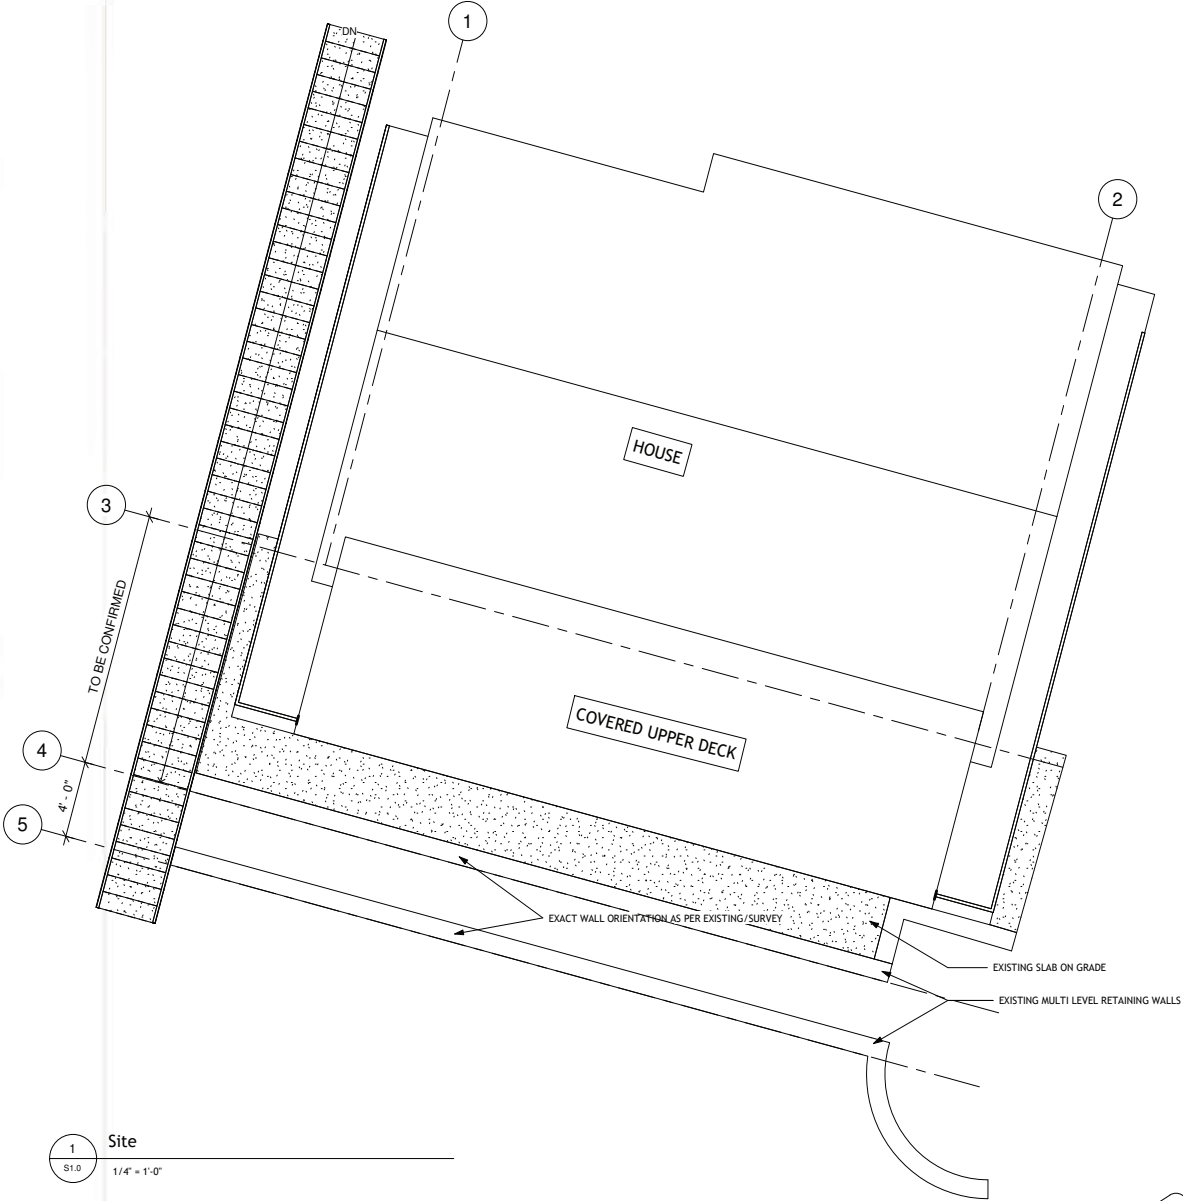 1
DN
2
HOUSE
3
TO BE CONFIRMED
COVERED UPPER DECK
4
4' - 0"
5
EXACT WALL ORIENTATION AS PER EXISTING/SURVEY
EXISTING SLAB ON GRADE
EXISTING MULTI LEVEL RETAINING WALLS
1
S1.0
Site
1/4" = 1'-0"